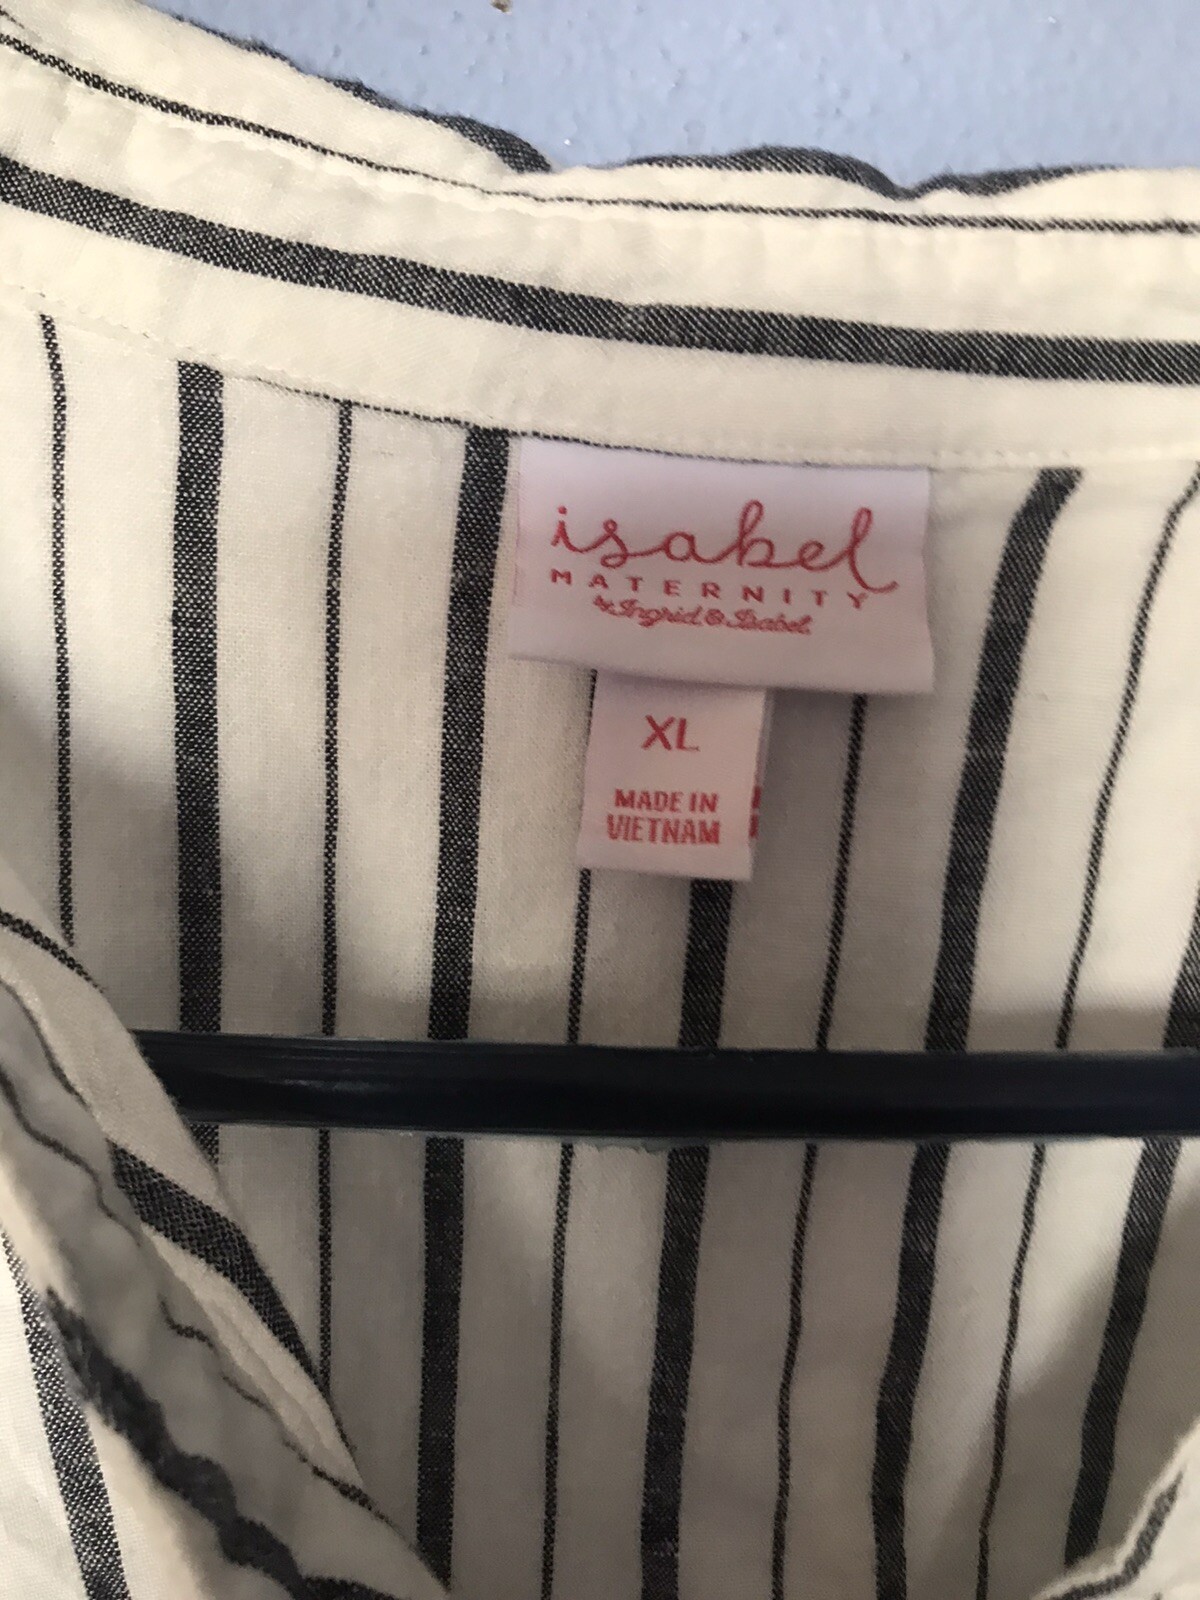 isabel
MATERNITY
by Ingrid & Isabel.
XL
MADE IN
VIETNAM